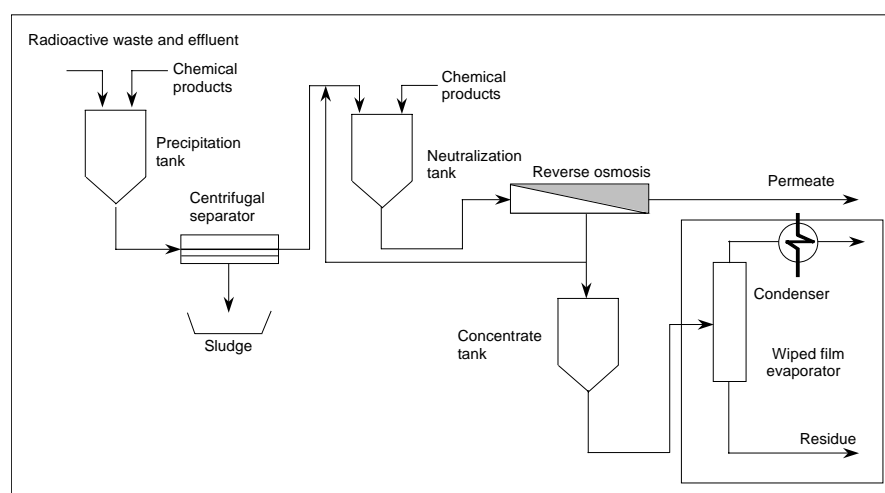 Radioactive waste and effluent
Chemical
products
Precipitation
tank
Centrifugal
separator
Sludge
Chemical
products
Neutralization
tank
Reverse osmosis
Permeate
Concentrate
tank
Condenser
Wiped film
evaporator
Residue